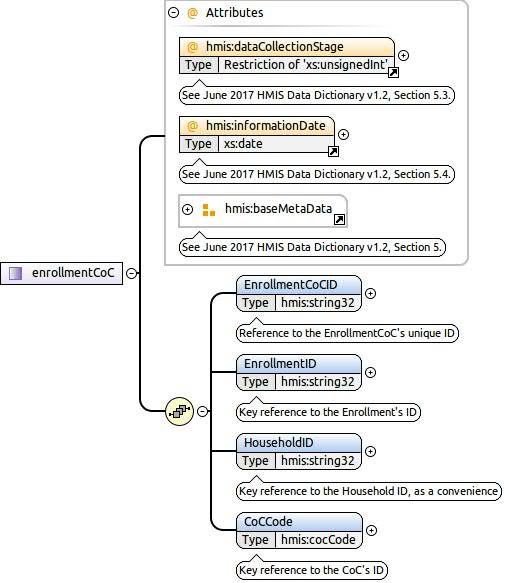 Attributes
@ hmis:dataCollectionStage
Type Restriction of 'xs:unsignedInt'
See June 2017 HMIS Data Dictionary v1.2, Section 5.3.
@ hmis:informationDate
Type xs:date
See June 2017 HMIS Data Dictionary v1.2, Section 5.4.
hmis:baseMetaData
See June 2017 HMIS Data Dictionary v1.2, Section 5.
enrollmentCoC
EnrollmentCoCID
Type hmis:string32
Reference to the EnrollmentCoC's unique ID
EnrollmentID
Type hmis:string32
Key reference to the Enrollment's ID
HouseholdID
Type hmis:string32
Key reference to the Household ID, as a convenience
CoCCode
Type hmis:cocCode
Key reference to the CoC's ID